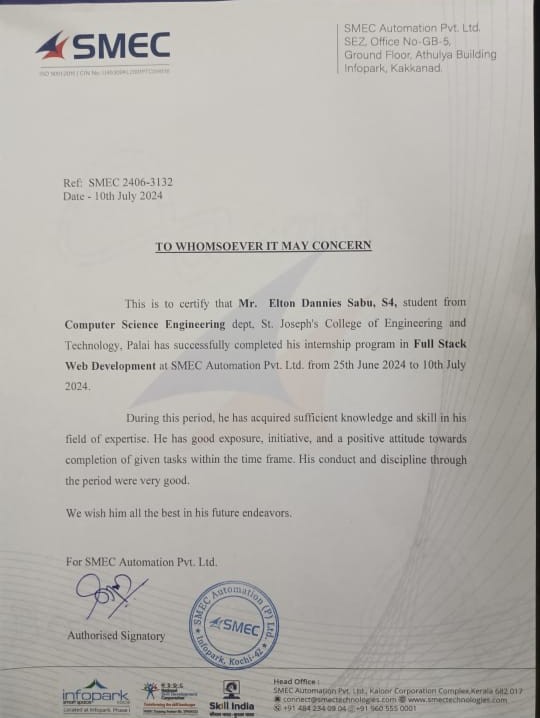 SMEC
SMEC Automation Pvt. Ltd.
SEZ, Office No-GB-5,
Ground Floor, Athulya Building
Infopark, Kakkanad.
Ref: SMEC 2406-3132
Date - 10th July 2024
TO WHOMSOEVER IT MAY CONCERN
This is to certify that Mr. Elton Dannies Sabu, S4, student from
Computer Science Engineering dept, St. Joseph's College of Engineering and
Technology, Palai has successfully completed his internship program in Full Stack
Web Development at SMEC Automation Pvt. Ltd. from 25th June 2024 to 10th July
2024.
During this period, he has acquired sufficient knowledge and skill in his
field of expertise. He has good exposure, initiative, and a positive attitude towards
completion of given tasks within the time frame. His conduct and discipline through
the period were very good.
We wish him all the best in his future endeavors.
For SMEC Automation Pvt. Ltd.
Authorised Signatory
SMEC Automation (P) Ltd.
SMEC
Infopark, Kochi-42
infopark
Located at Infopark, Phase I
N.S.D.C
National
Skill Development
Corporation
Transforming the skill landscape
Skill India
Head Office :
SMEC Automation Pvt. Ltd., Kaloor Corporation Complex,Kerala 682 017
connect@smectechnologies.com www.smectechnologies.com
+91 484 234 09 04 +91 960 555 0001